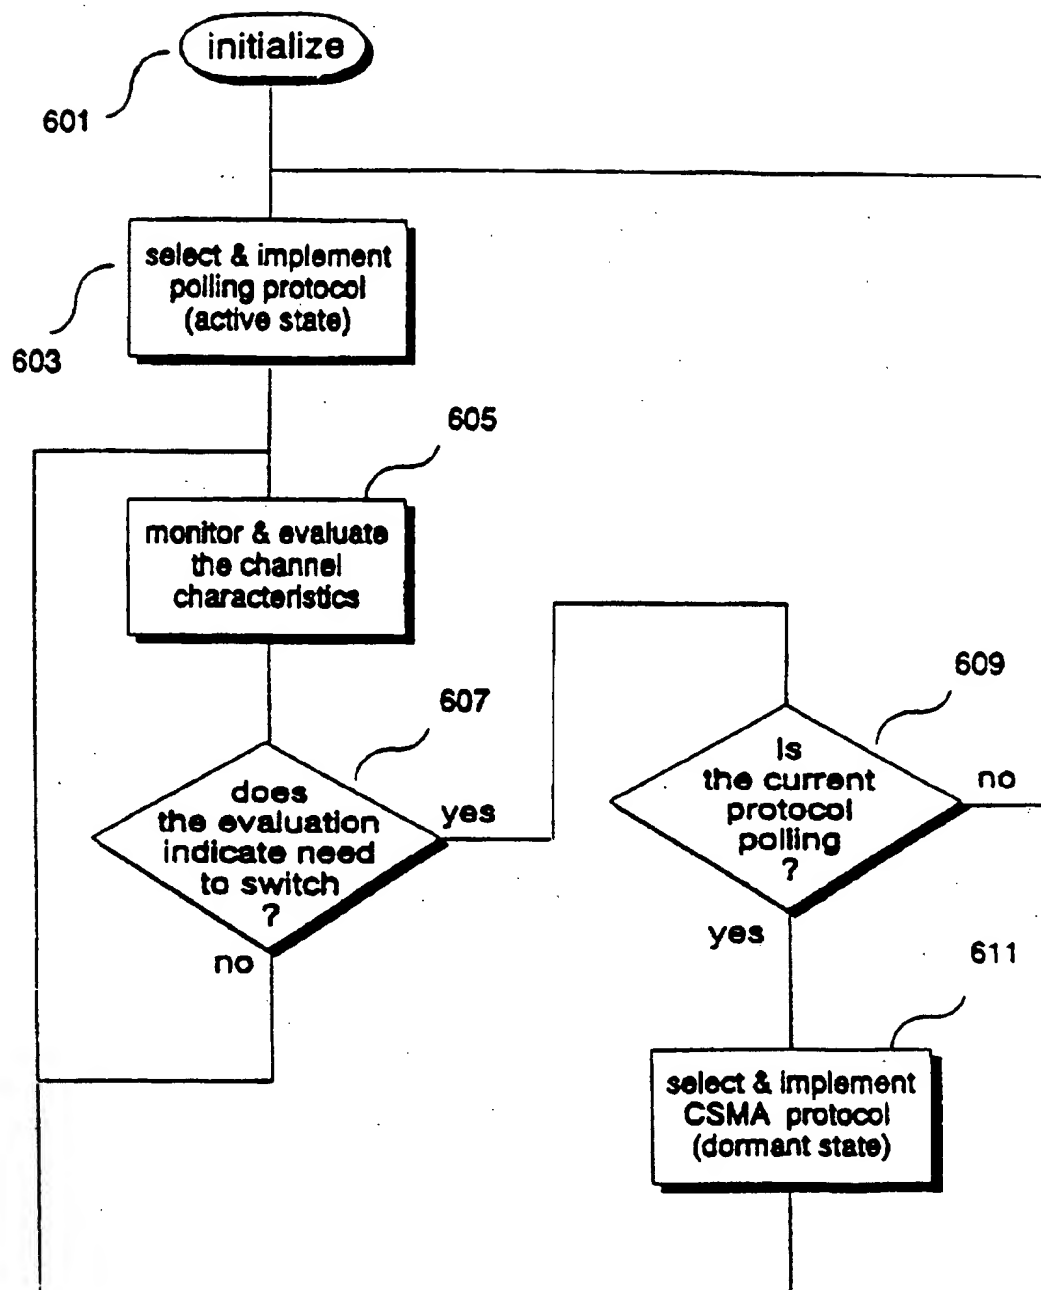 initialize
601
select & implement
polling protocol
(active state)
603
605
monitor & evaluate
the channel
characteristics
607
does
the evaluation
indicate need
to switch
?
yes
no
609
Is
the current
protocol
polling
?
no
yes
611
select & implement
CSMA protocol
(dormant state)